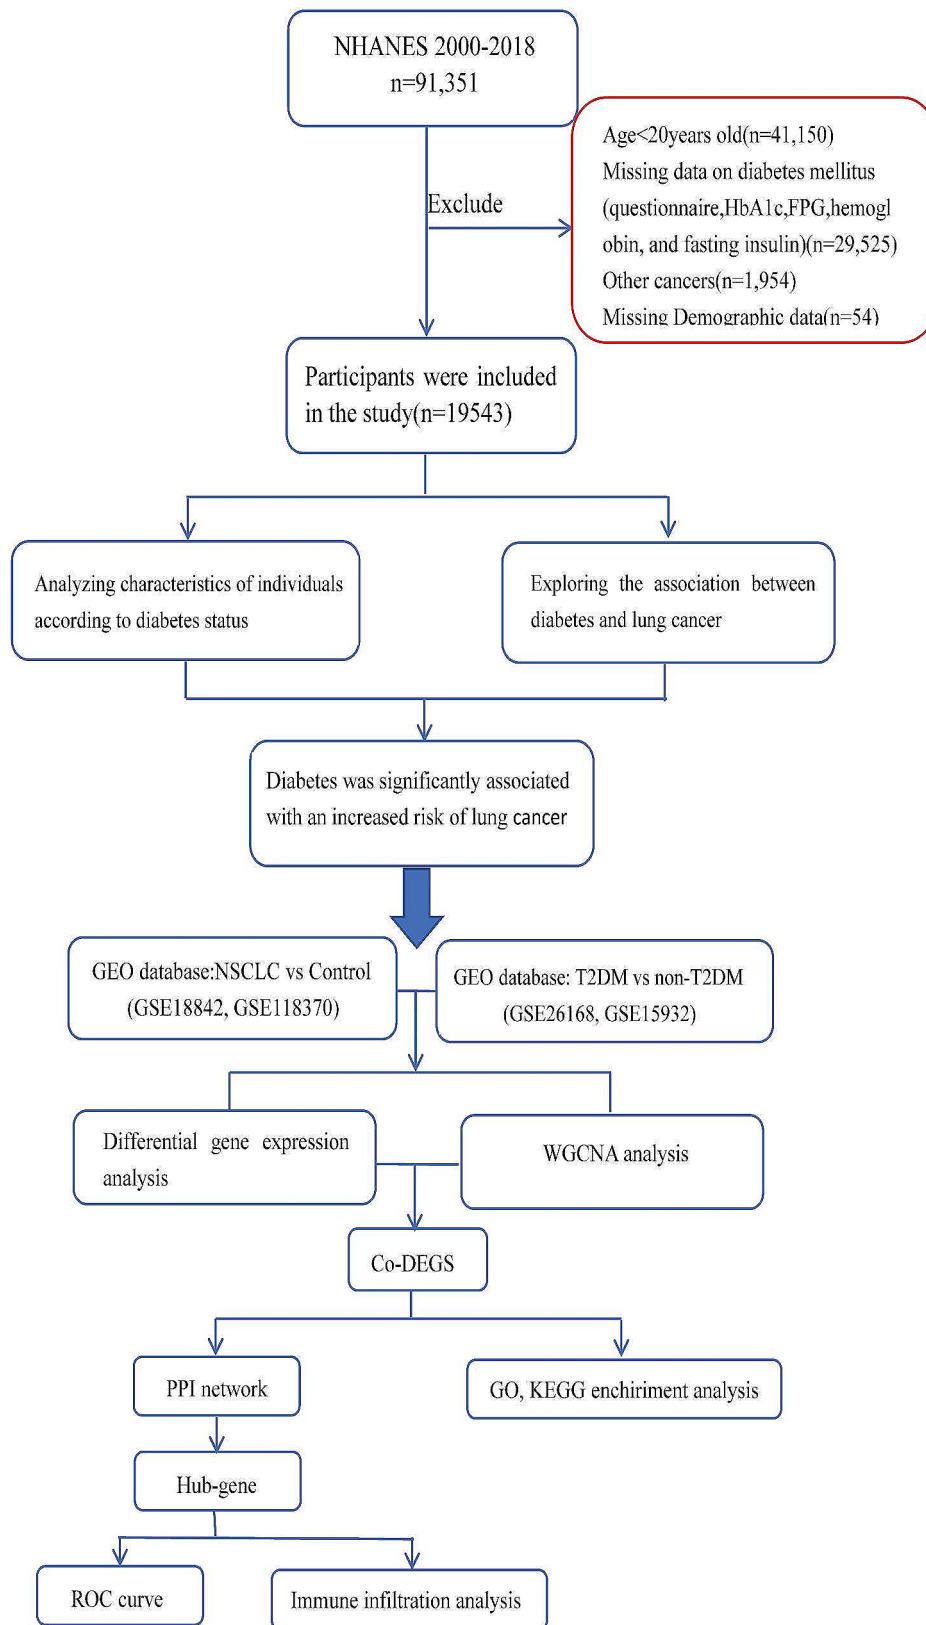 NHANES 2000-2018
n=91,351
Age<20years old(n=41,150)
Missing data on diabetes mellitus
(questionnaire,HbA1c,FPG,hemogl
obin, and fasting insulin)(n=29,525)
Other cancers(n=1,954)
Missing Demographic data(n=54)
Exclude
Participants were included
in the study(n=19543)
Analyzing characteristics of individuals
according to diabetes status
Exploring the association between
diabetes and lung cancer
Diabetes was significantly associated
with an increased risk of lung cancer
GEO database:NSCLC vs Control
(GSE18842, GSE118370)
GEO database: T2DM vs non-T2DM
(GSE26168, GSE15932)
Differential gene expression
analysis
WGCNA analysis
Co-DEGS
PPI network
GO, KEGG enchiriment analysis
Hub-gene
ROC curve
Immune infiltration analysis